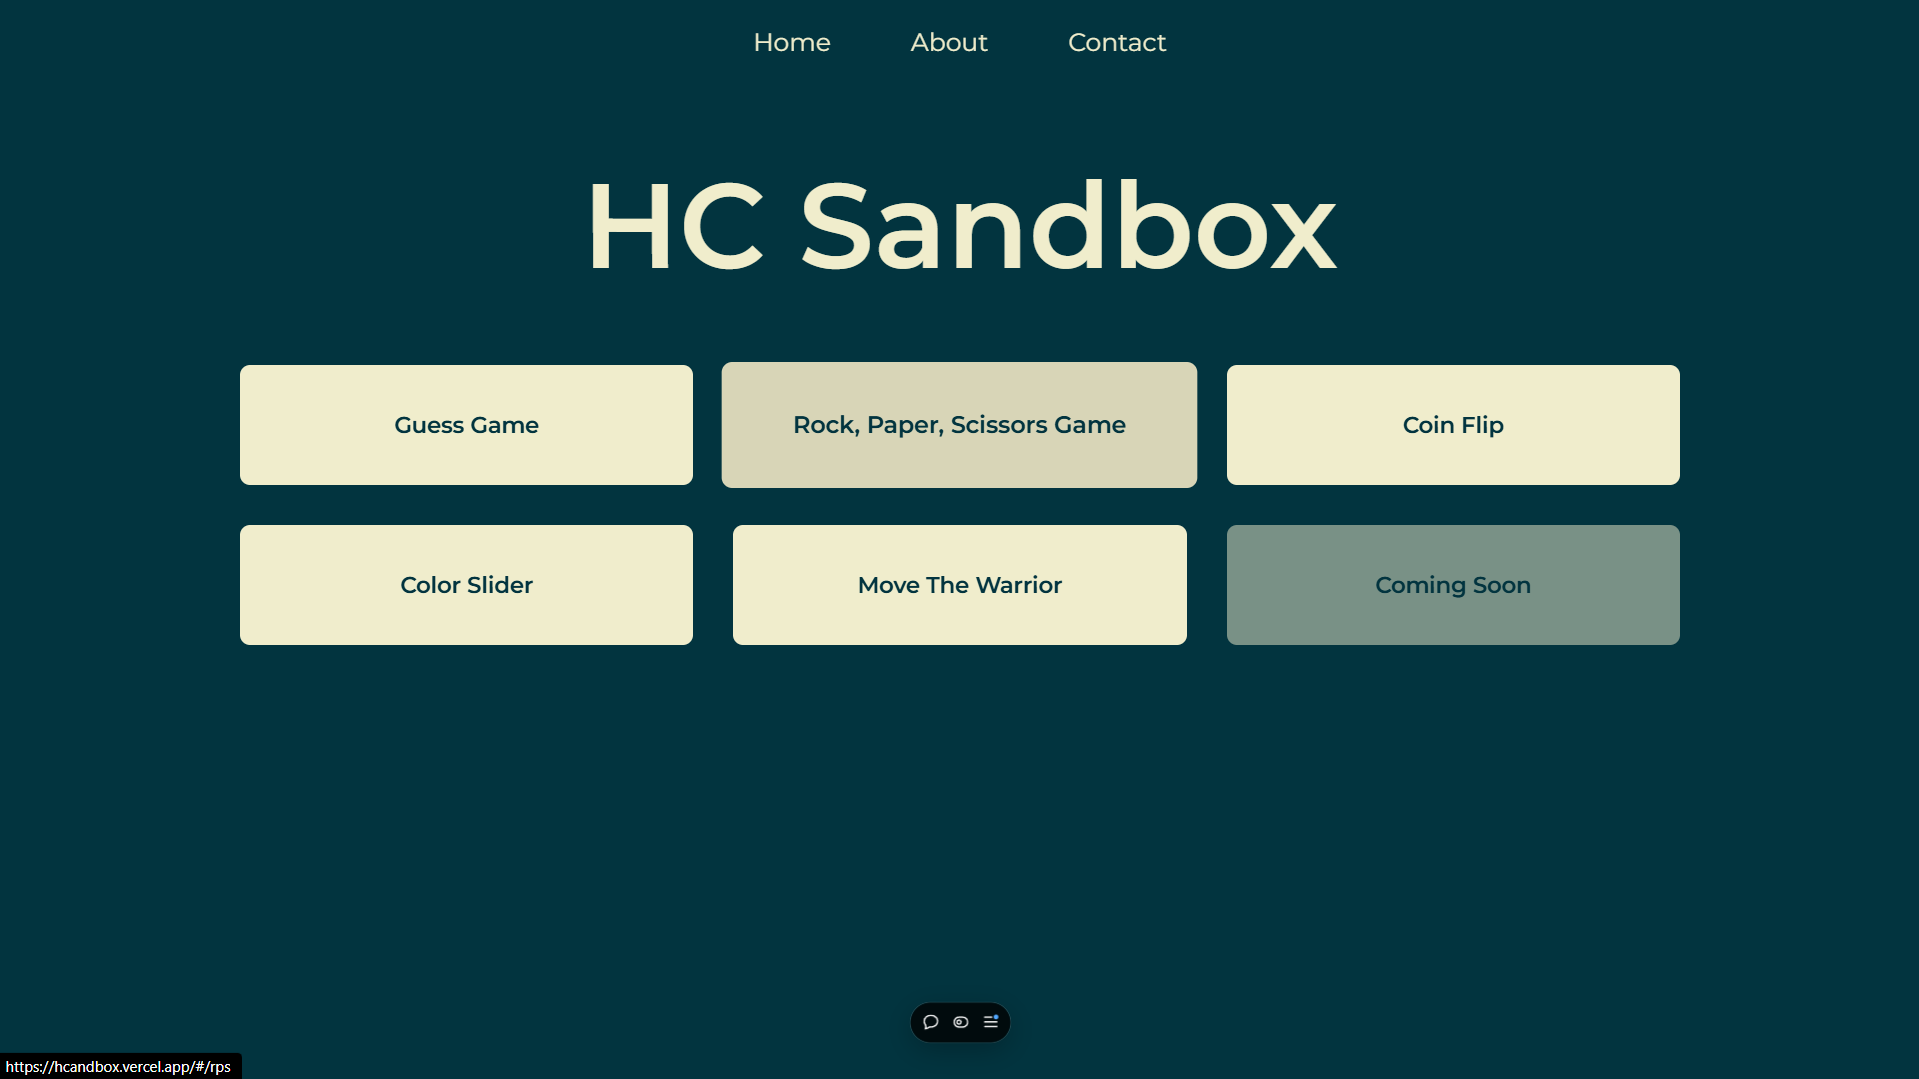 Home About Contact
HC Sandbox
Guess Game
Rock, Paper, Scissors Game
Coin Flip
Color Slider
Move The Warrior
Coming Soon
https://hcandbox.vercel.app/#/rps